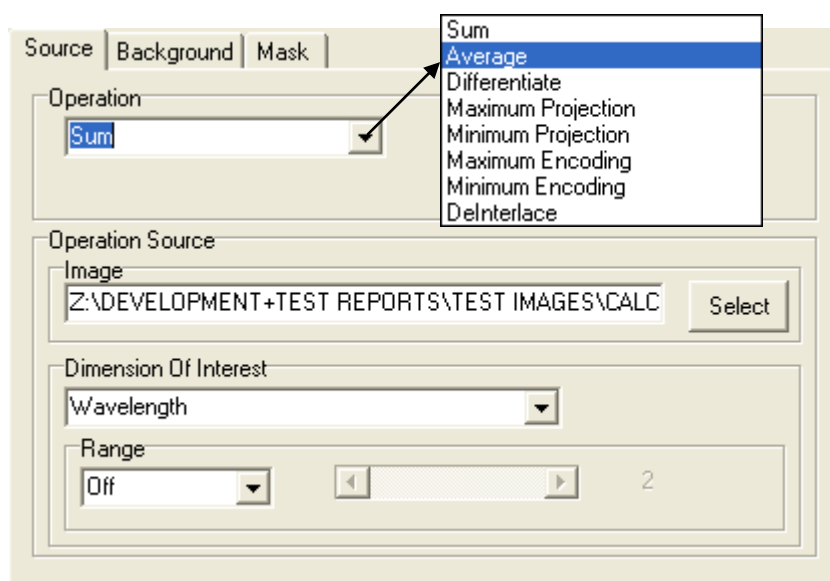 Source
Background
Mask
Operation
Sum
Sum
Average
Differentiate
Maximum Projection
Minimum Projection
Maximum Encoding
Minimum Encoding
DeInterlace
Operation Source
Image
Z:\DEVELOPMENT+TEST REPORTS\TEST IMAGES\CALC
Select
Dimension Of Interest
Wavelength
Range
Off
2